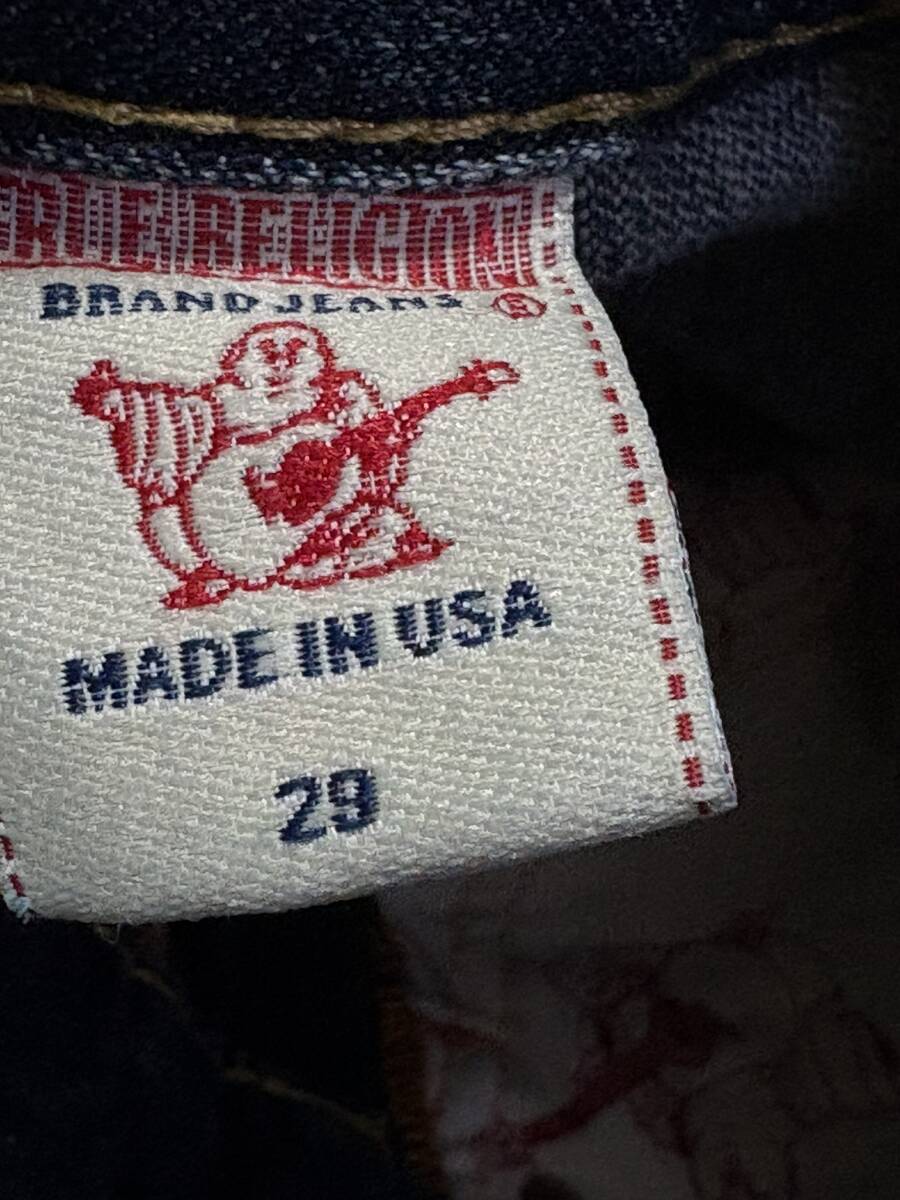 TRUE RELIGION
BRAND JEANS ®
MADE IN USA
29